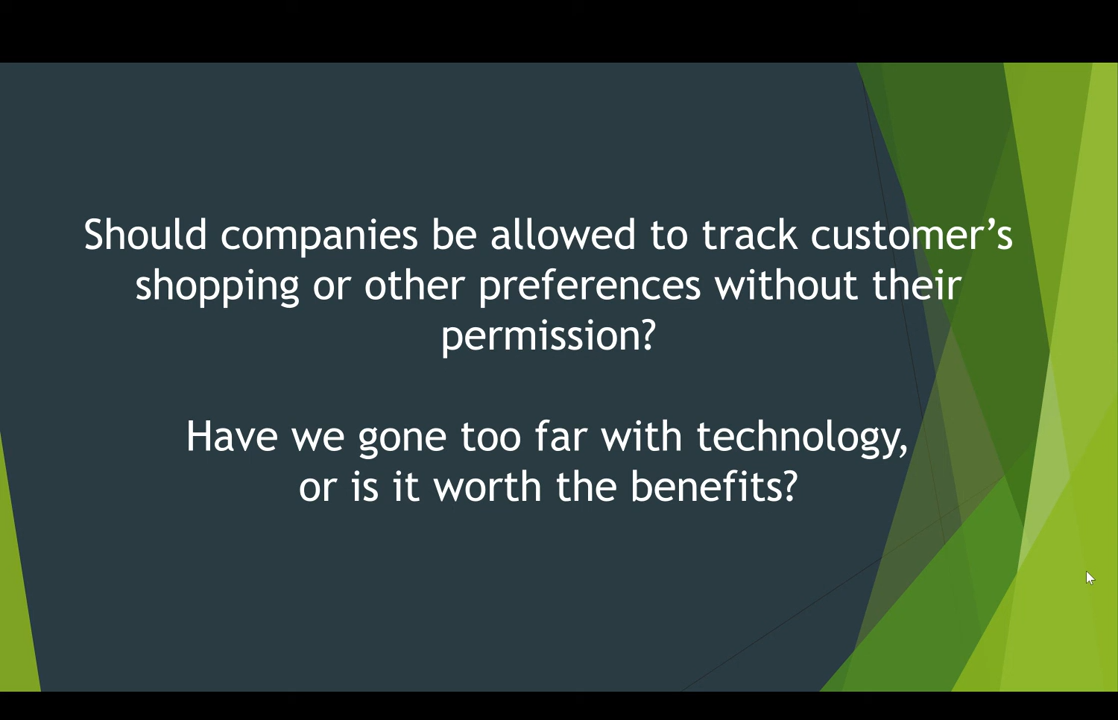 Should companies be allowed to track customer’s
shopping or other preferences without their
permission?
Have we gone too far with technology,
or is it worth the benefits?